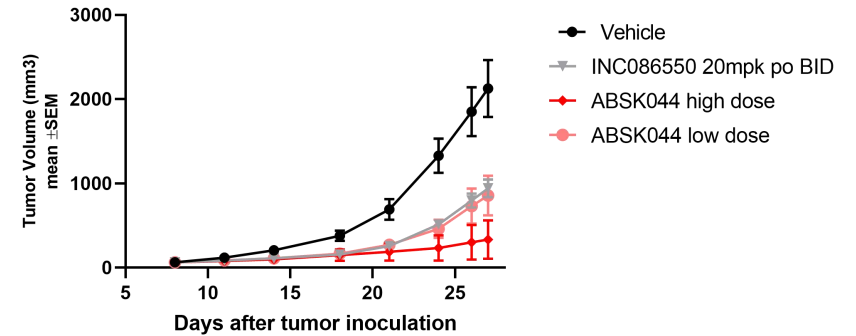 3000
2000
1000
0
Tumor Volume (mm3)
mean ±SEM
5
10
15
20
25
Days after tumor inoculation
Vehicle
INC086550 20mpk po BID
ABSK044 high dose
ABSK044 low dose